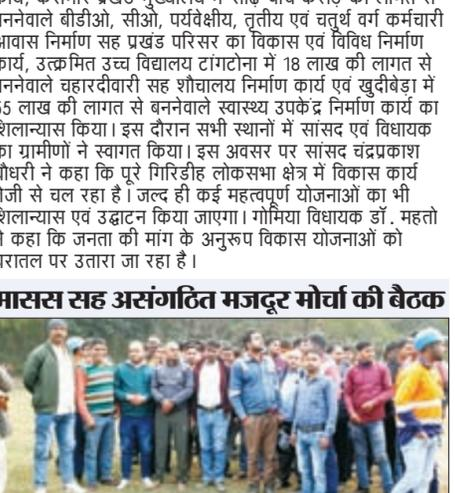 बननेवाले बीडीओ, सीओ, पर्यवेक्षीय, तृतीय एवं चतुर्थ वर्ग कर्मचारी
आवास निर्माण सह प्रखंड परिसर का विकास एवं विविध निर्माण
कार्य, उत्क्रमित उच्च विद्यालय टांगटोना में 18 लाख की लागत से
बननेवाले चहारदीवारी सह शौचालय निर्माण कार्य एवं खुदीबेड़ा में
55 लाख की लागत से बननेवाले स्वास्थ्य उपकेंद्र निर्माण कार्य का
शिलान्यास किया। इस दौरान सभी स्थानों में सांसद एवं विधायक
का ग्रामीणों ने स्वागत किया। इस अवसर पर सांसद चंद्रप्रकाश
चौधरी ने कहा कि पूरे गिरिडीह लोकसभा क्षेत्र में विकास कार्य
तेजी से चल रहा है। जल्द ही कई महत्वपूर्ण योजनाओं का भी
शिलान्यास एवं उद्घाटन किया जाएगा। गोमिया विधायक डॉ. महतो
ने कहा कि जनता की मांग के अनुरूप विकास योजनाओं को
धरातल पर उतारा जा रहा है।
मासस सह असंगठित मजदूर मोर्चा की बैठक